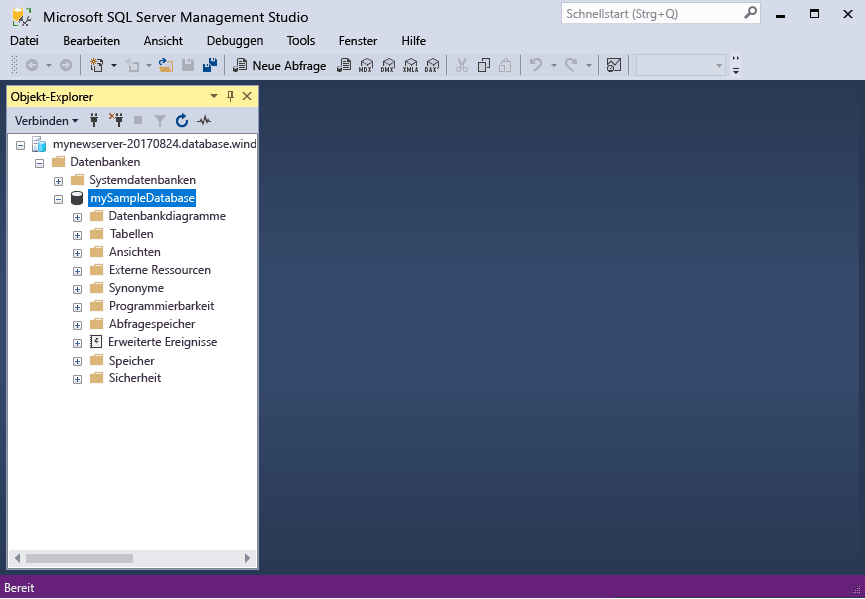 Microsoft SQL Server Management Studio
Schnellstart (Strg+Q)
Datei Bearbeiten Ansicht Debuggen Tools Fenster Hilfe
Neue Abfrage MDX DMX XMLA DAX
Objekt-Explorer
Verbinden
mynewserver-20170824.database.wind
Datenbanken
Systemdatenbanken
mySampleDatabase
Datenbankdiagramme
Tabellen
Ansichten
Externe Ressourcen
Synonyme
Programmierbarkeit
Abfragespeicher
Erweiterte Ereignisse
Speicher
Sicherheit
Bereit